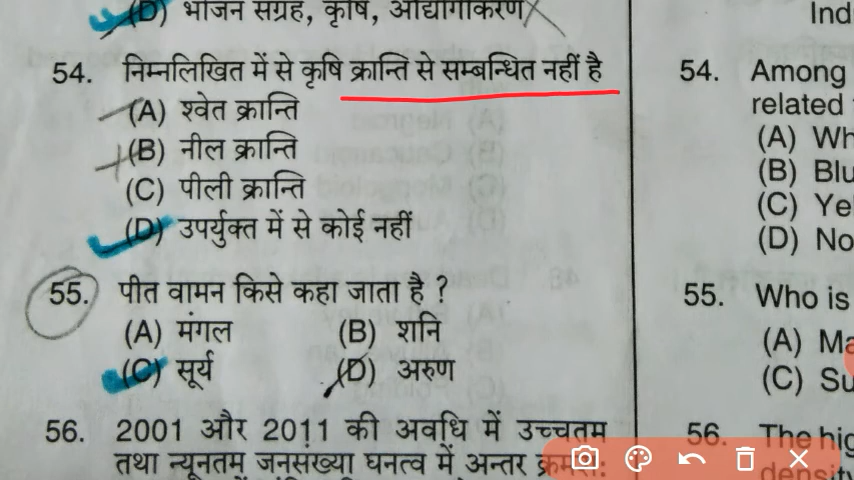 (D) भोजन संग्रह, कृषि, औद्योगीकरण
54. निम्नलिखित में से कृषि क्रान्ति से सम्बन्धित नहीं है
(A) श्वेत क्रान्ति
(B) नील क्रान्ति
(C) पीली क्रान्ति
(D) उपर्युक्त में से कोई नहीं
55. पीत वामन किसे कहा जाता है ?
(A) मंगल (B) शनि
(C) सूर्य (D) अरुण
56. 2001 और 2011 की अवधि में उच्चतम
तथा न्यूनतम जनसंख्या घनत्व में अन्तर क्रमशः
Ind
54. Among
related
(A) Wh
(B) Blu
(C) Ye
(D) No
55. Who is
(A) Ma
(C) Su
56. The hig
density